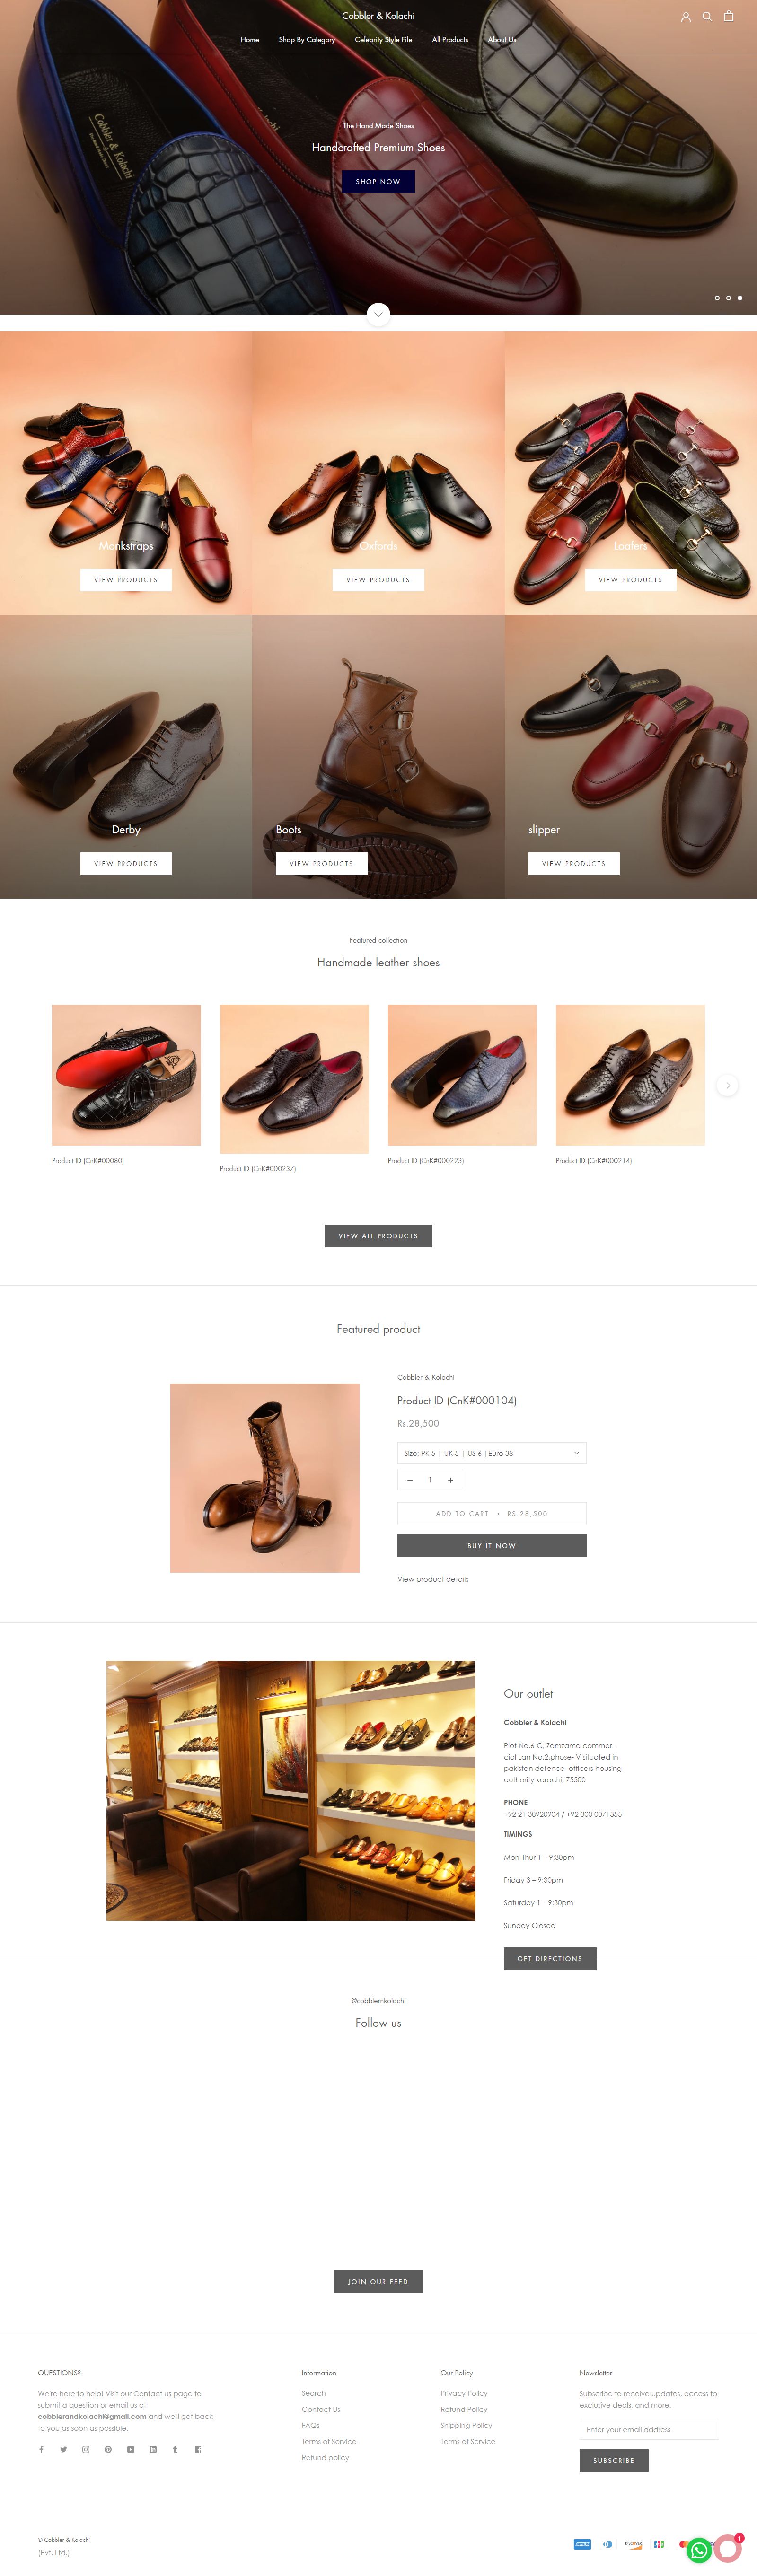 Cobbler & Kolachi
Home Shop By Category Celebrity Style File All Products About Us
Cobbler & Kolachi
The Hand Made Shoes
Handcrafted Premium Shoes
SHOP NOW
Monkstraps
VIEW PRODUCTS
Oxfords
VIEW PRODUCTS
Loafers
VIEW PRODUCTS
Derby
VIEW PRODUCTS
Boots
VIEW PRODUCTS
slipper
VIEW PRODUCTS
Featured collection
Handmade leather shoes
Product ID (CnK#00080)
Product ID (CnK#000237)
Product ID (CnK#000223)
Product ID (CnK#000214)
VIEW ALL PRODUCTS
Featured product
Cobbler & Kolachi
Product ID (CnK#000104)
Rs.28,500
Size: PK 5 | UK 5 | US 6 |Euro 38
− 1 +
ADD TO CART • RS.28,500
BUY IT NOW
View product details
Our outlet
Cobbler & Kolachi
Plot No.6-C, Zamzama commer-
cial Lan No.2,phose- V situated in
pakistan defence officers housing
authority karachi, 75500
PHONE
+92 21 38920904 / +92 300 0071355
TIMINGS
Mon-Thur 1 – 9:30pm
Friday 3 – 9:30pm
Saturday 1 – 9:30pm
Sunday Closed
GET DIRECTIONS
@cobblernkolachi
Follow us
JOIN OUR FEED
QUESTIONS?
We're here to help! Visit our Contact us page to
submit a question or email us at
cobblerandkolachi@gmail.com and we'll get back
to you as soon as possible.
Information
Search
Contact Us
FAQs
Terms of Service
Refund policy
Our Policy
Privacy Policy
Refund Policy
Shipping Policy
Terms of Service
Newsletter
Subscribe to receive updates, access to
exclusive deals, and more.
Enter your email address
SUBSCRIBE
© Cobbler & Kolachi
(Pvt. Ltd.)
DISCOVER
1